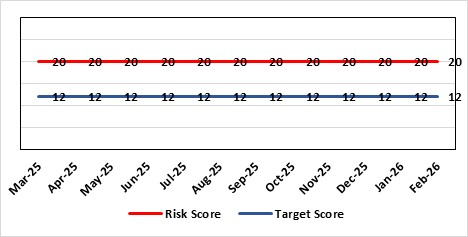 20 20 20 20 20 20 20 20 20 20 20 20
12 12 12 12 12 12 12 12 12 12 12 12
Mar-25 Apr-25 May-25 Jun-25 Jul-25 Aug-25 Sep-25 Oct-25 Nov-25 Dec-25 Jan-26 Feb-26
Risk Score Target Score